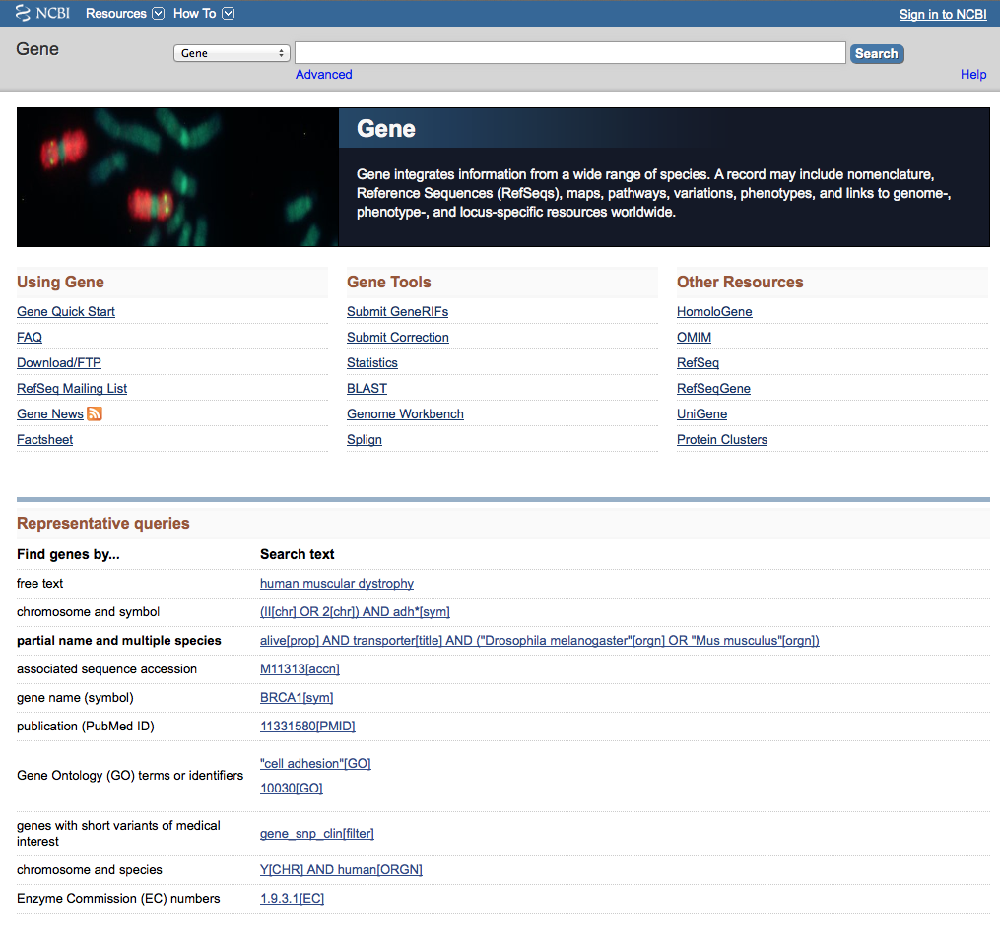 NCBI Resources How To Sign in to NCBI
Gene Gene Search
Advanced Help
Gene
Gene integrates information from a wide range of species. A record may include nomenclature,
Reference Sequences (RefSeqs), maps, pathways, variations, phenotypes, and links to genome-,
phenotype-, and locus-specific resources worldwide.
Using Gene
Gene Quick Start
FAQ
Download/FTP
RefSeq Mailing List
Gene News
Factsheet
Gene Tools
Submit GeneRIFs
Submit Correction
Statistics
BLAST
Genome Workbench
Splign
Other Resources
HomoloGene
OMIM
RefSeq
RefSeqGene
UniGene
Protein Clusters
Representative queries
Find genes by... Search text
free text human muscular dystrophy
chromosome and symbol (II[chr] OR 2[chr]) AND adh*[sym]
partial name and multiple species alive[prop] AND transporter[title] AND ("Drosophila melanogaster"[orgn] OR "Mus musculus"[orgn])
associated sequence accession M11313[accn]
gene name (symbol) BRCA1[sym]
publication (PubMed ID) 11331580[PMID]
Gene Ontology (GO) terms or identifiers
"cell adhesion"[GO]
10030[GO]
genes with short variants of medical
interest
gene_snp_clin[filter]
chromosome and species Y[CHR] AND human[ORGN]
Enzyme Commission (EC) numbers 1.9.3.1[EC]